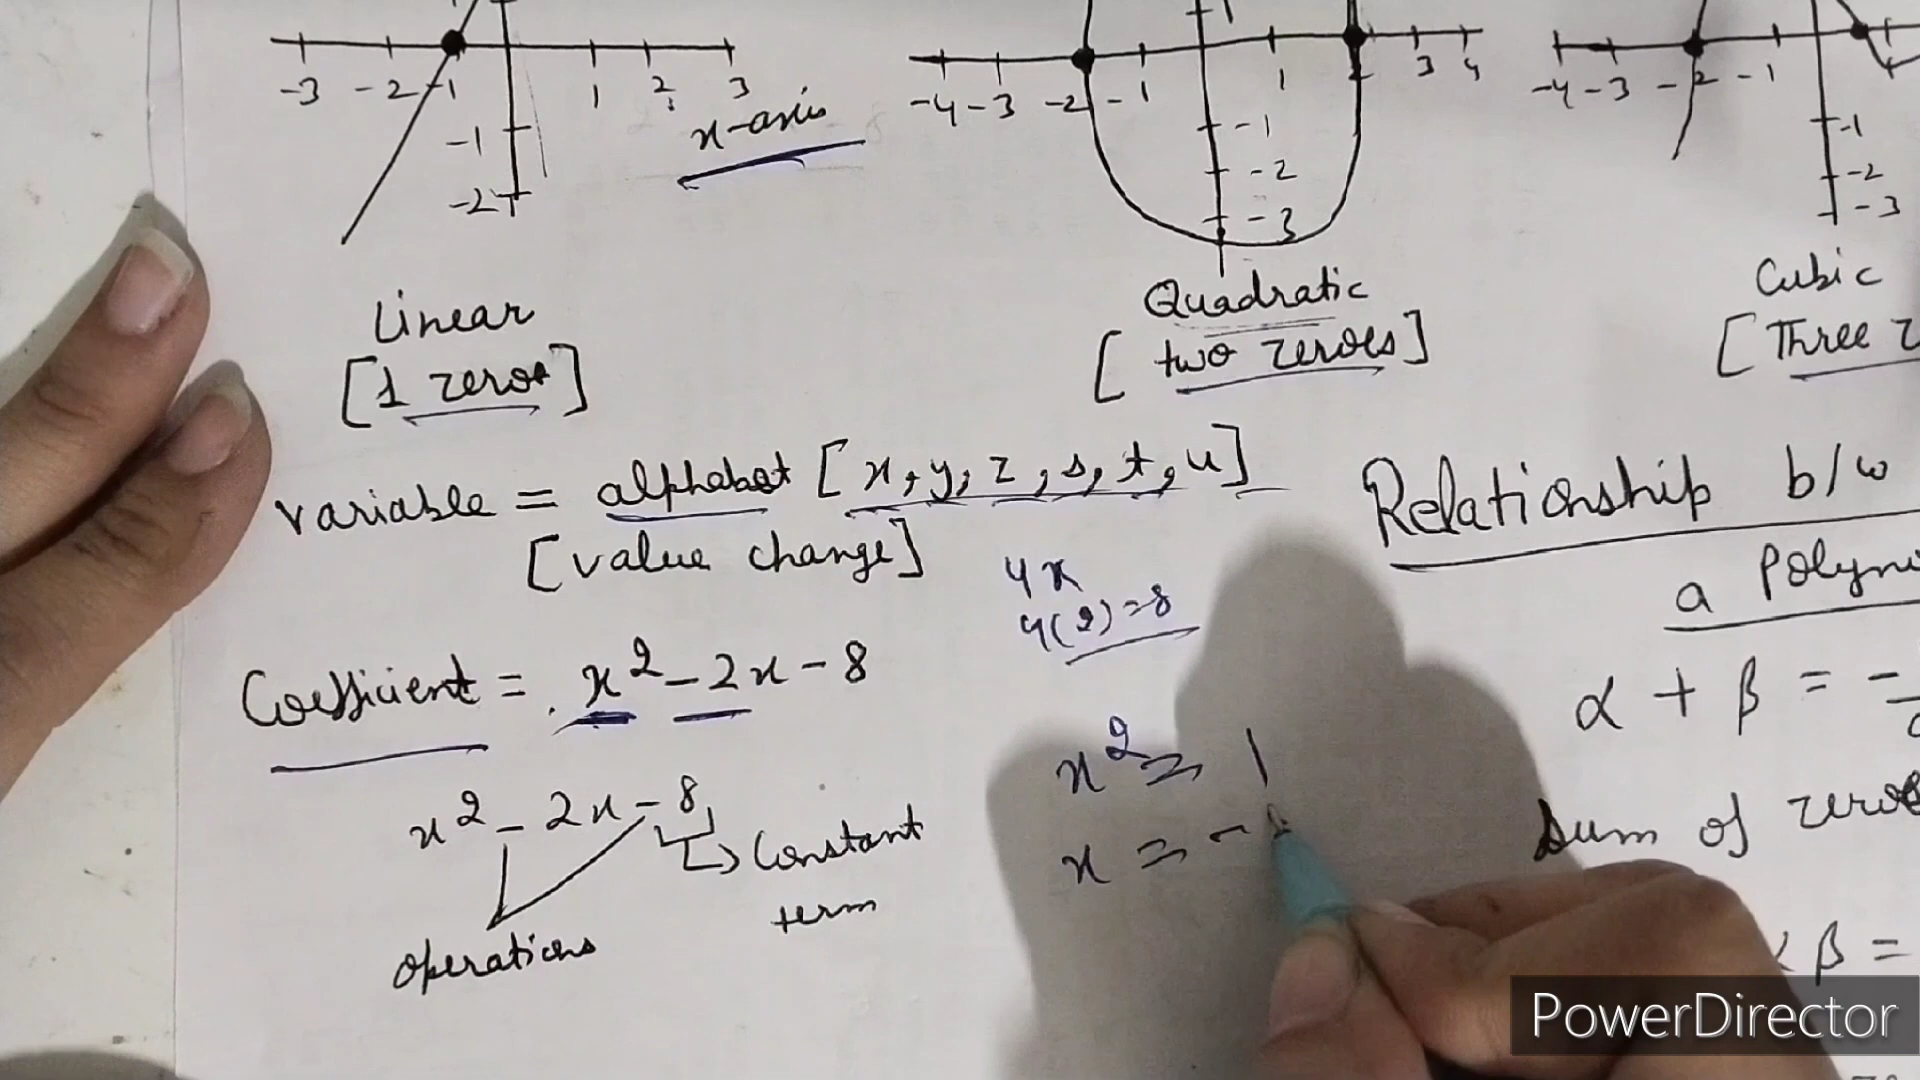 -3 -2 -1 1 2 3
-1
-2
x-axis
-4 -3 -2 -1 1 2 3 4
-1
-2
-3
-4 -3 -2 -1
-1
-2
-3
Linear
[1 zero]
Quadratic
[two zeroes]
Cubic
[Three
variable = alphabet [x, y, z, s, t, u]
[value change]
4x
4(2)=8
Relationship b/w
a Polyn
Coefficient = x² - 2x - 8
x² - 2x - 8
Constant
term
operations
x² = 1
x = -
α + β = -
Sum of zeroes
β =
PowerDirector